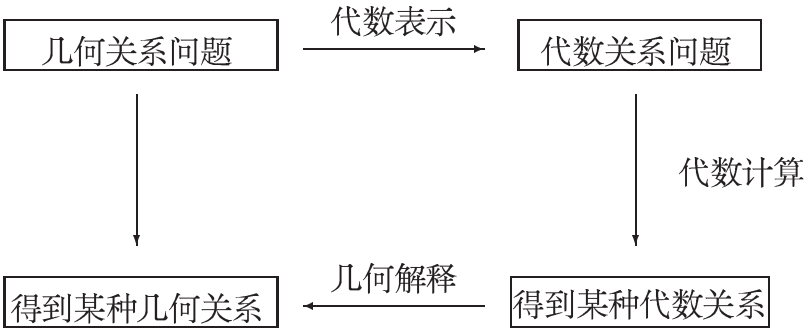 代数表示
几何关系问题
代数关系问题
代数计算
几何解释
得到某种几何关系
得到某种代数关系